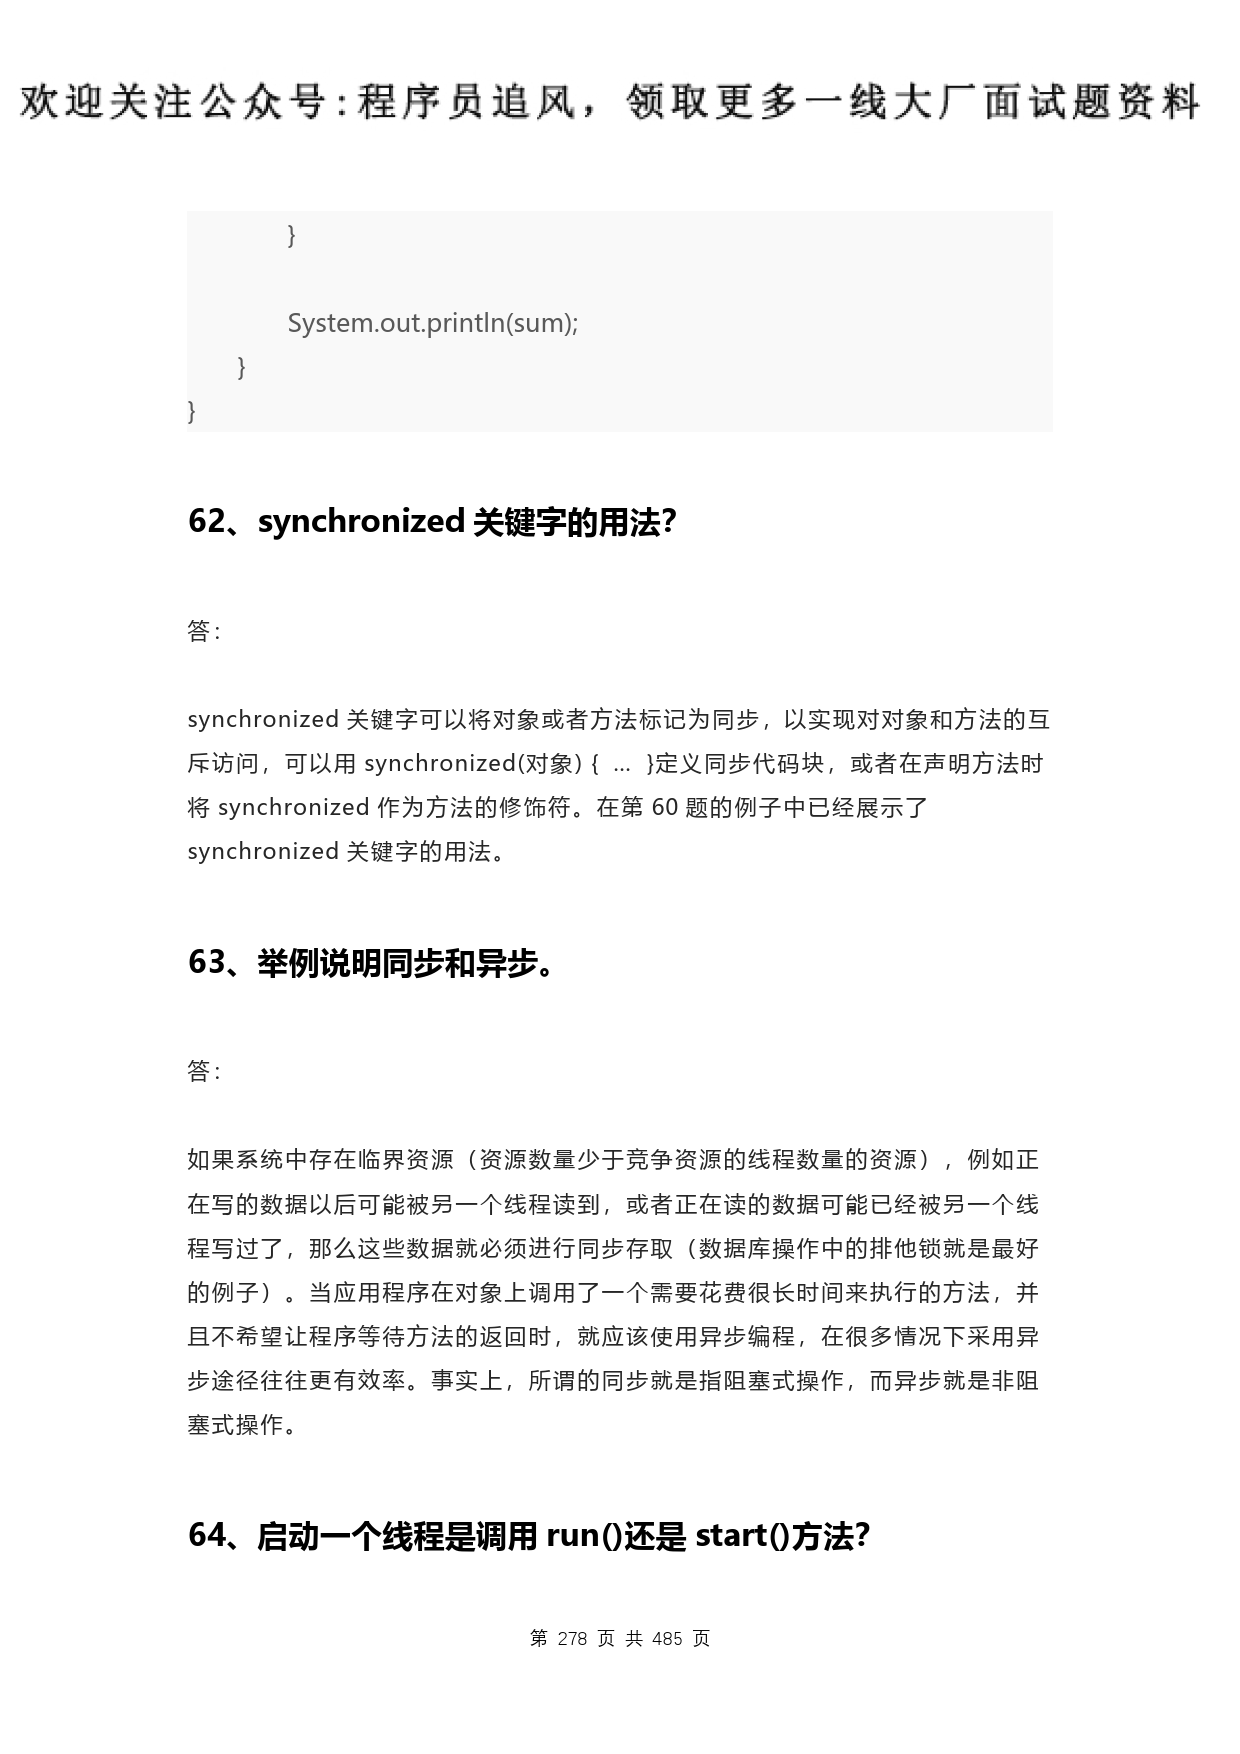 欢迎关注公众号:程序员追风，领取更多一线大厂面试题资料
}
System.out.println(sum);
}
}
62、synchronized 关键字的用法？
答：
synchronized 关键字可以将对象或者方法标记为同步，以实现对对象和方法的互
斥访问，可以用 synchronized(对象) { … }定义同步代码块，或者在声明方法时
将 synchronized 作为方法的修饰符。在第 60 题的例子中已经展示了
synchronized 关键字的用法。
63、举例说明同步和异步。
答：
如果系统中存在临界资源（资源数量少于竞争资源的线程数量的资源），例如正
在写的数据以后可能被另一个线程读到，或者正在读的数据可能已经被另一个线
程写过了，那么这些数据就必须进行同步存取（数据库操作中的排他锁就是最好
的例子）。当应用程序在对象上调用了一个需要花费很长时间来执行的方法，并
且不希望让程序等待方法的返回时，就应该使用异步编程，在很多情况下采用异
步途径往往更有效率。事实上，所谓的同步就是指阻塞式操作，而异步就是非阻
塞式操作。
64、启动一个线程是调用 run()还是 start()方法？
第 278 页 共 485 页